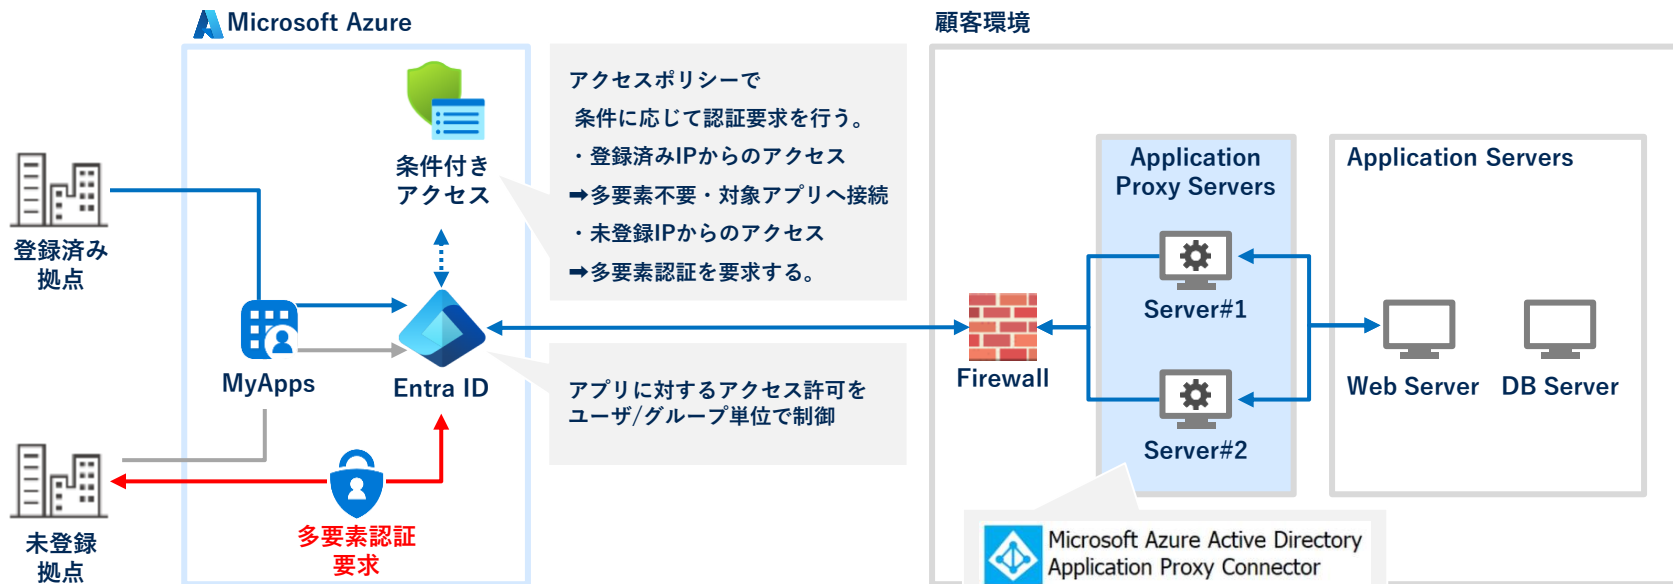 Microsoft Azure
顧客環境
アクセスポリシーで
条件に応じて認証要求を行う。
・登録済みIPからのアクセス
➡多要素不要・対象アプリへ接続
・未登録IPからのアクセス
➡多要素認証を要求する。
条件付き
アクセス
登録済み
拠点
MyApps
Entra ID
アプリに対するアクセス許可を
ユーザ/グループ単位で制御
未登録
拠点
多要素認証
要求
Firewall
Application
Proxy Servers
Server#1
Server#2
Application Servers
Web Server
DB Server
Microsoft Azure Active Directory
Application Proxy Connector